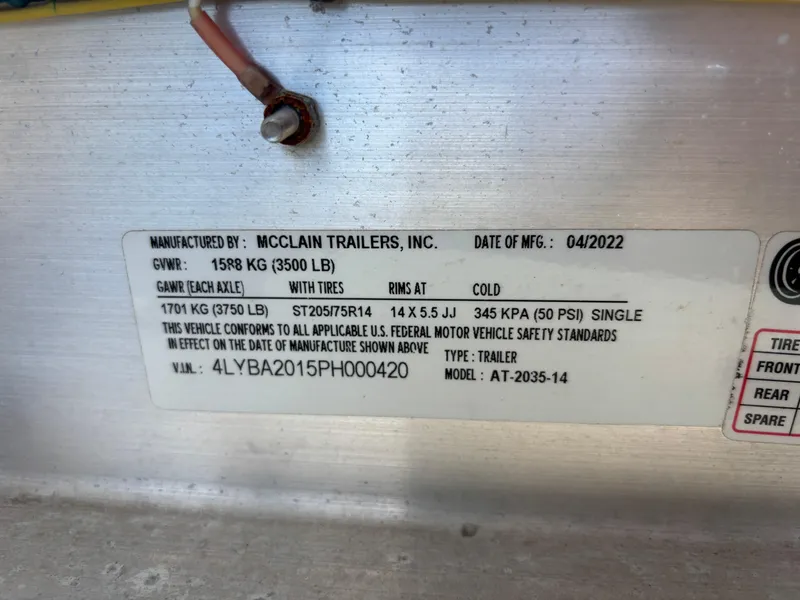 MANUFACTURED BY: MCCLAIN TRAILERS, INC. DATE OF MFG.: 04/2022
GVWR: 1588 KG (3500 LB)
GAWR (EACH AXLE) WITH TIRES RIMS AT COLD
1701 KG (3750 LB) ST205/75R14 14 X 5.5 JJ 345 KPA (50 PSI) SINGLE
THIS VEHICLE CONFORMS TO ALL APPLICABLE U.S. FEDERAL MOTOR VEHICLE SAFETY STANDARDS
IN EFFECT ON THE DATE OF MANUFACTURE SHOWN ABOVE
TYPE: TRAILER
V.I.N.: 4LYBA2015PH000420
MODEL: AT-2035-14
TIRE
FRONT
REAR
SPARE